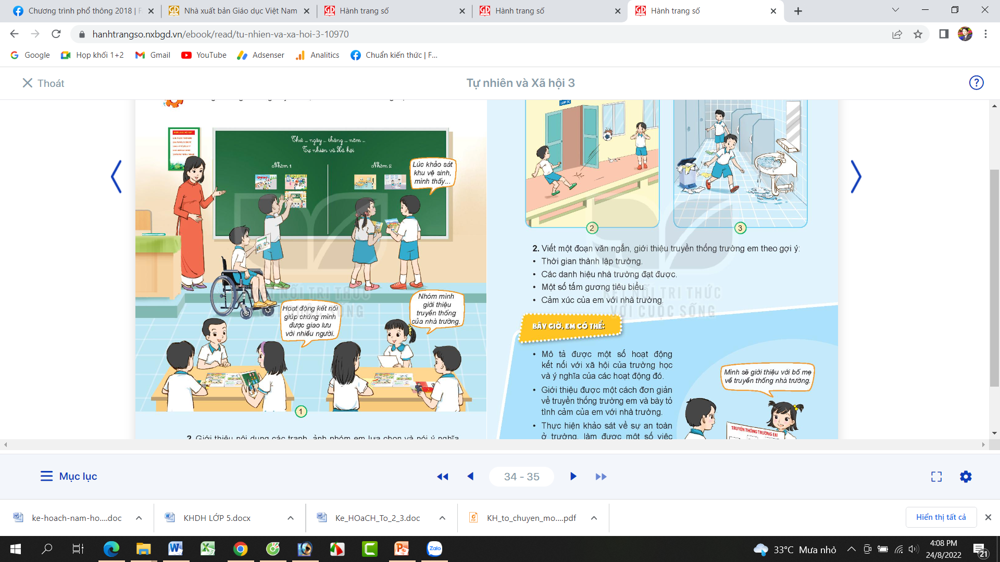 Chương trình phổ thông 2018 | F
Nhà xuất bản Giáo dục Việt Nam
Hành trang số
Hành trang số
Hành trang số
hanhtrangso.nxbgd.vn/ebook/read/tu-nhien-va-xa-hoi-3-10970
Google
Họp khối 1+2
Gmail
YouTube
Adsenser
Analitics
Chuẩn kiến thức | F...
Thoát
Tự nhiên và Xã hội 3
Thứ ... ngày ... tháng ... năm ...
Tự nhiên và Xã hội
Nhóm 1
Nhóm 2
Lúc khảo sát
khu vệ sinh,
mình thấy...
Hoạt động kết nối
giúp chúng mình
được giao lưu
với nhiều người.
Nhóm mình
giới thiệu
truyền thống
của nhà trường.
1
2. Giới thiệu nội dung các tranh, ảnh nhóm em lựa chọn và nói ý nghĩa
LỚP 3C
2
3
2. Viết một đoạn văn ngắn, giới thiệu truyền thống trường em theo gợi ý:
• Thời gian thành lập trường.
• Các danh hiệu nhà trường đạt được.
• Một số tấm gương tiêu biểu.
• Cảm xúc của em với nhà trường.
KẾT NỐI TRI THỨC
VỚI CUỘC SỐNG
BÂY GIỜ, EM CÓ THỂ:
• Mô tả được một số hoạt động
kết nối với xã hội của trường học
và ý nghĩa của các hoạt động đó.
• Giới thiệu được một cách đơn giản
về truyền thống trường em và bày tỏ
tình cảm của em với nhà trường.
• Thực hiện khảo sát về sự an toàn
ở trường, làm được một số việc
Mình sẽ giới thiệu với bố mẹ
về truyền thống nhà trường.
TRUYỀN THỐNG TRƯỜNG EM
Mục lục
34 - 35
ke-hoach-nam-ho....doc
KHDH LỚP 5.docx
Ke_HOaCH_To_2_3.doc
KH_to_chuyen_mo....pdf
Hiển thị tất cả
Zalo
33°C Mưa nhỏ
4:08 PM
24/8/2022
21